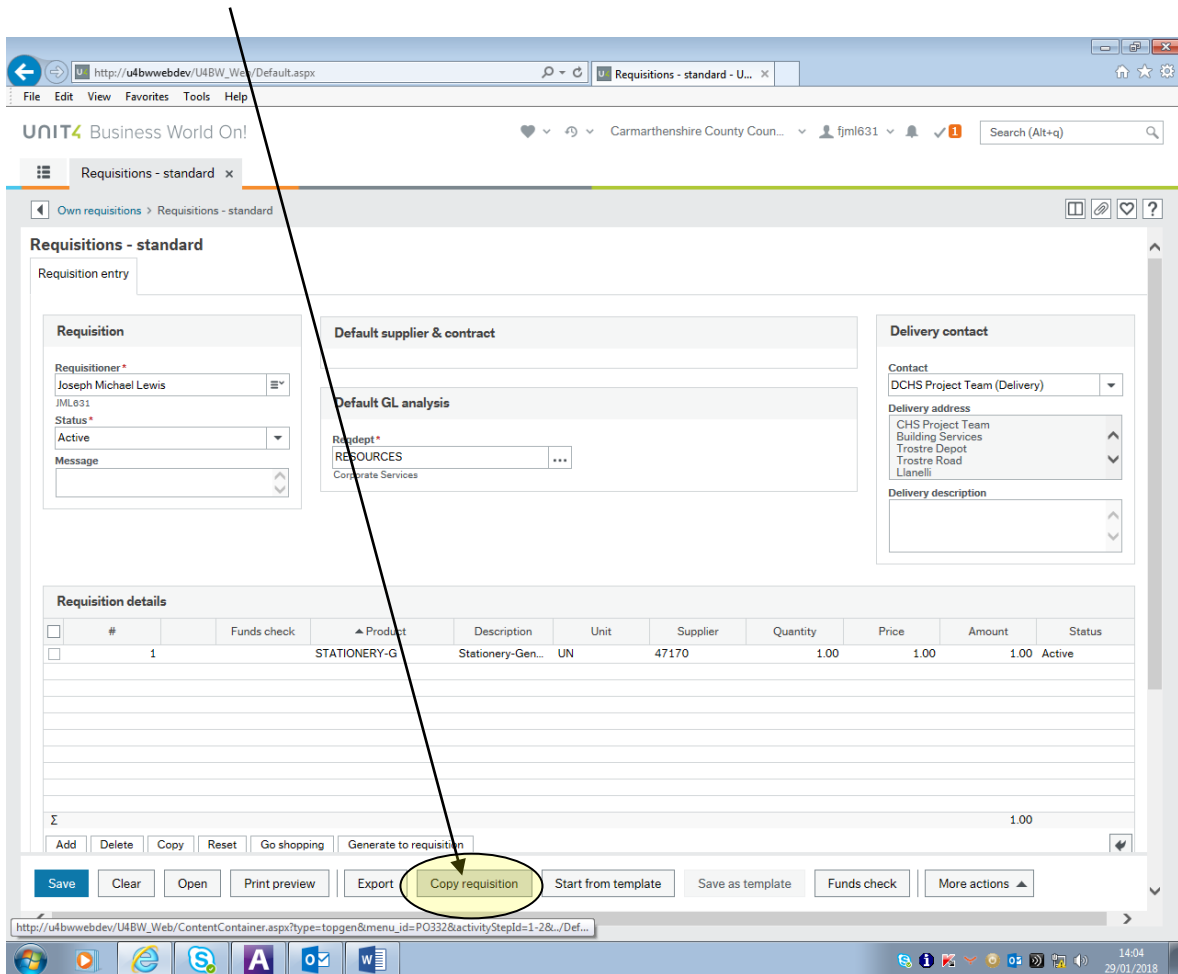 http://u4bwwebdev/U4BW_Web/Default.aspx
Requisitions - standard - U...
File Edit View Favorites Tools Help
UNIT4 Business World On!
Carmarthenshire County Coun...
fjml631
1
Search (Alt+q)
Requisitions - standard x
Own requisitions > Requisitions - standard
?
Requisitions - standard
Requisition entry
Requisition
Default supplier & contract
Delivery contact
Requisitioner*
Joseph Michael Lewis
JML631
Status*
Active
Message
Default GL analysis
Reqdept*
RESOURCES
...
Corporate Services
Contact
DCHS Project Team (Delivery)
Delivery address
CHS Project Team
Building Services
Trostre Depot
Trostre Road
Llanelli
Delivery description
Requisition details
# Funds check Product Description Unit Supplier Quantity Price Amount Status
1 STATIONERY-G Stationery-Gen... UN 47170 1.00 1.00 1.00 Active
Σ 1.00
Add Delete Copy Reset Go shopping Generate to requisition
Save Clear Open Print preview Export Copy requisition Start from template Save as template Funds check More actions
http://u4bwwebdev/U4BW_Web/ContentContainer.aspx?type=topgen&menu_id=PO332&activityStepId=1-2&../Def...
14:04
29/01/2018